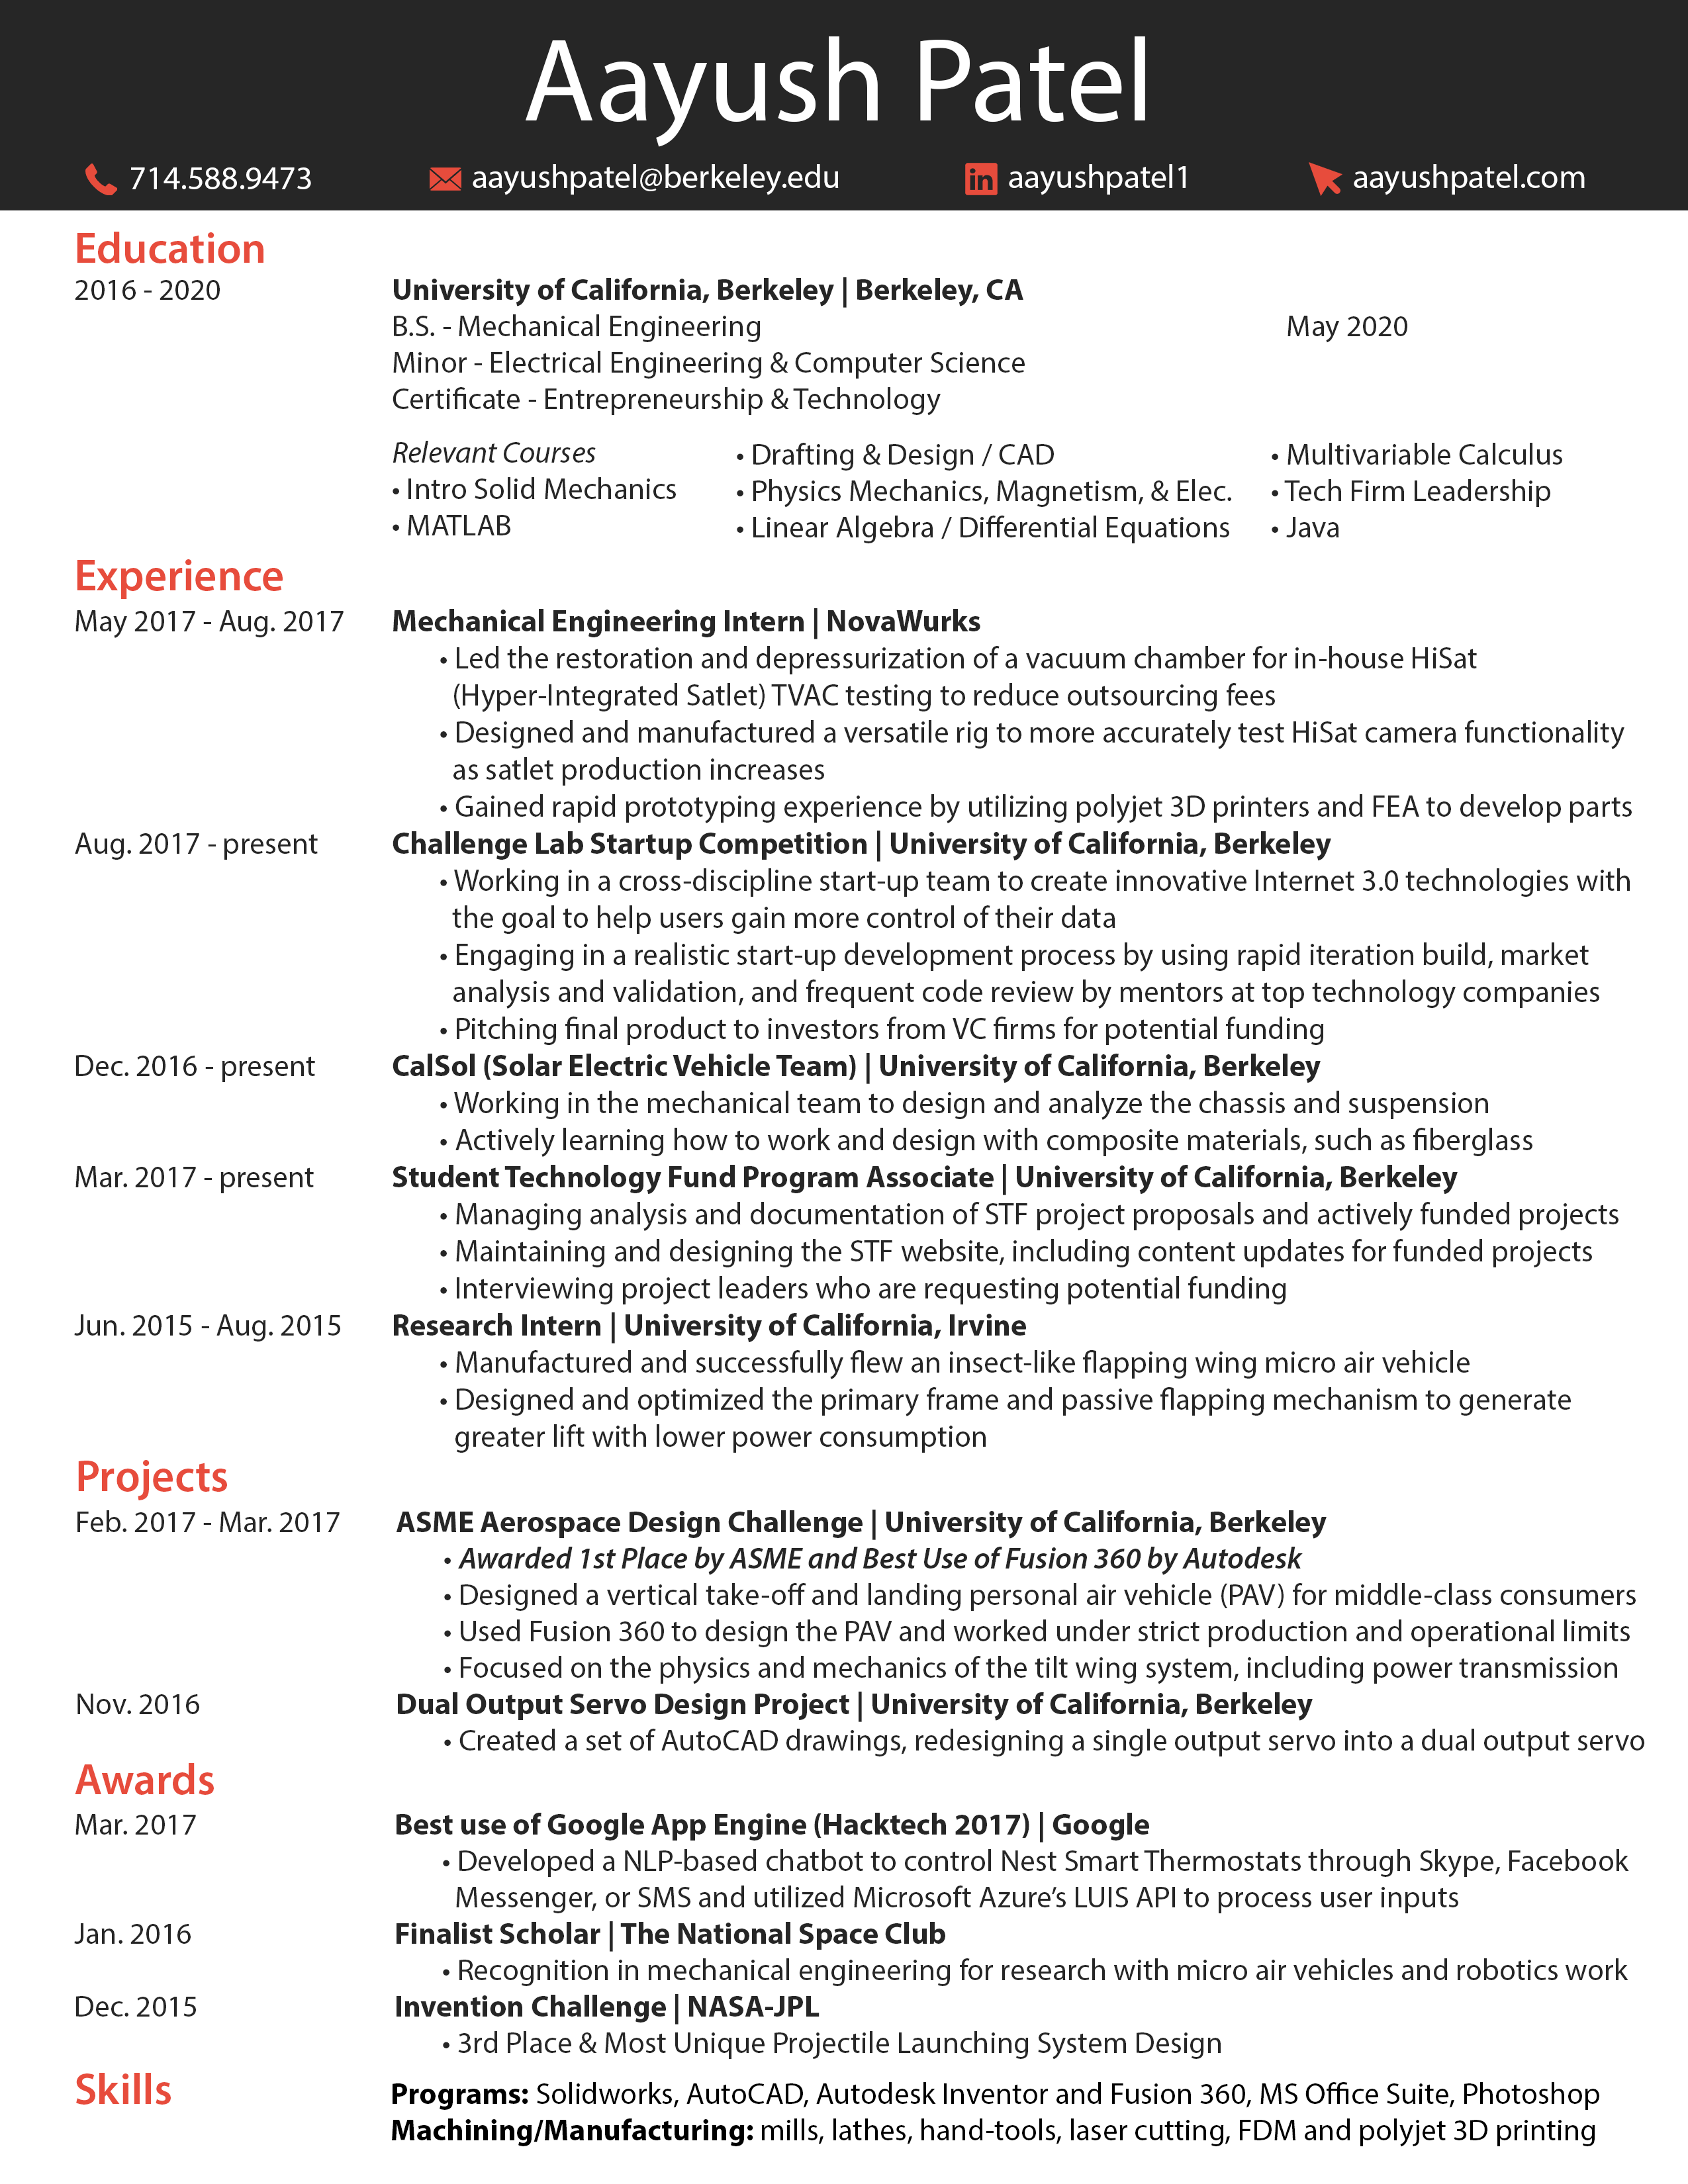 Aayush Patel
714.588.9473 aayushpatel@berkeley.edu aayushpatel1 aayushpatel.com
Education
2016 - 2020 University of California, Berkeley | Berkeley, CA
B.S. - Mechanical Engineering May 2020
Minor - Electrical Engineering & Computer Science
Certificate - Entrepreneurship & Technology
Relevant Courses • Drafting & Design / CAD • Multivariable Calculus
• Intro Solid Mechanics • Physics Mechanics, Magnetism, & Elec. • Tech Firm Leadership
• MATLAB • Linear Algebra / Differential Equations • Java
Experience
May 2017 - Aug. 2017 Mechanical Engineering Intern | NovaWurks
• Led the restoration and depressurization of a vacuum chamber for in-house HiSat
(Hyper-Integrated Satlet) TVAC testing to reduce outsourcing fees
• Designed and manufactured a versatile rig to more accurately test HiSat camera functionality
as satlet production increases
• Gained rapid prototyping experience by utilizing polyjet 3D printers and FEA to develop parts
Aug. 2017 - present Challenge Lab Startup Competition | University of California, Berkeley
• Working in a cross-discipline start-up team to create innovative Internet 3.0 technologies with
the goal to help users gain more control of their data
• Engaging in a realistic start-up development process by using rapid iteration build, market
analysis and validation, and frequent code review by mentors at top technology companies
• Pitching final product to investors from VC firms for potential funding
Dec. 2016 - present CalSol (Solar Electric Vehicle Team) | University of California, Berkeley
• Working in the mechanical team to design and analyze the chassis and suspension
• Actively learning how to work and design with composite materials, such as fiberglass
Mar. 2017 - present Student Technology Fund Program Associate | University of California, Berkeley
• Managing analysis and documentation of STF project proposals and actively funded projects
• Maintaining and designing the STF website, including content updates for funded projects
• Interviewing project leaders who are requesting potential funding
Jun. 2015 - Aug. 2015 Research Intern | University of California, Irvine
• Manufactured and successfully flew an insect-like flapping wing micro air vehicle
• Designed and optimized the primary frame and passive flapping mechanism to generate
greater lift with lower power consumption
Projects
Feb. 2017 - Mar. 2017 ASME Aerospace Design Challenge | University of California, Berkeley
• Awarded 1st Place by ASME and Best Use of Fusion 360 by Autodesk
• Designed a vertical take-off and landing personal air vehicle (PAV) for middle-class consumers
• Used Fusion 360 to design the PAV and worked under strict production and operational limits
• Focused on the physics and mechanics of the tilt wing system, including power transmission
Nov. 2016 Dual Output Servo Design Project | University of California, Berkeley
• Created a set of AutoCAD drawings, redesigning a single output servo into a dual output servo
Awards
Mar. 2017 Best use of Google App Engine (Hacktech 2017) | Google
• Developed a NLP-based chatbot to control Nest Smart Thermostats through Skype, Facebook
Messenger, or SMS and utilized Microsoft Azure’s LUIS API to process user inputs
Jan. 2016 Finalist Scholar | The National Space Club
• Recognition in mechanical engineering for research with micro air vehicles and robotics work
Dec. 2015 Invention Challenge | NASA-JPL
• 3rd Place & Most Unique Projectile Launching System Design
Skills Programs: Solidworks, AutoCAD, Autodesk Inventor and Fusion 360, MS Office Suite, Photoshop
Machining/Manufacturing: mills, lathes, hand-tools, laser cutting, FDM and polyjet 3D printing